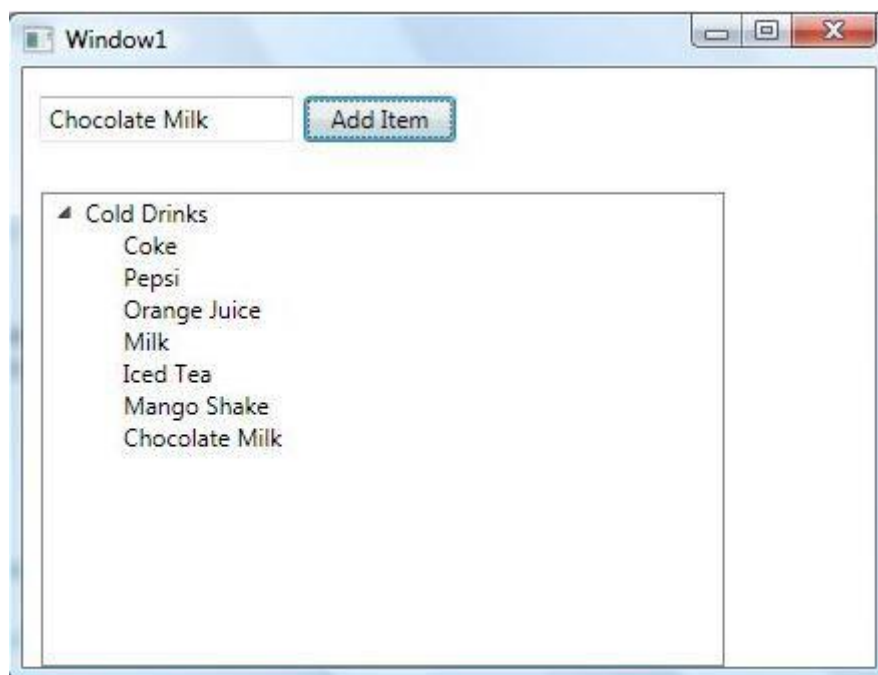 Window1
Chocolate Milk Add Item
Cold Drinks
Coke
Pepsi
Orange Juice
Milk
Iced Tea
Mango Shake
Chocolate Milk